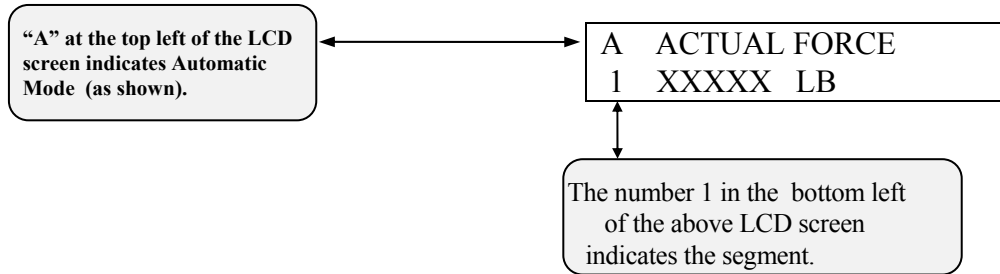 “A” at the top left of the LCD
screen indicates Automatic
Mode (as shown).
A ACTUAL FORCE
1 XXXXX LB
The number 1 in the bottom left
of the above LCD screen
indicates the segment.